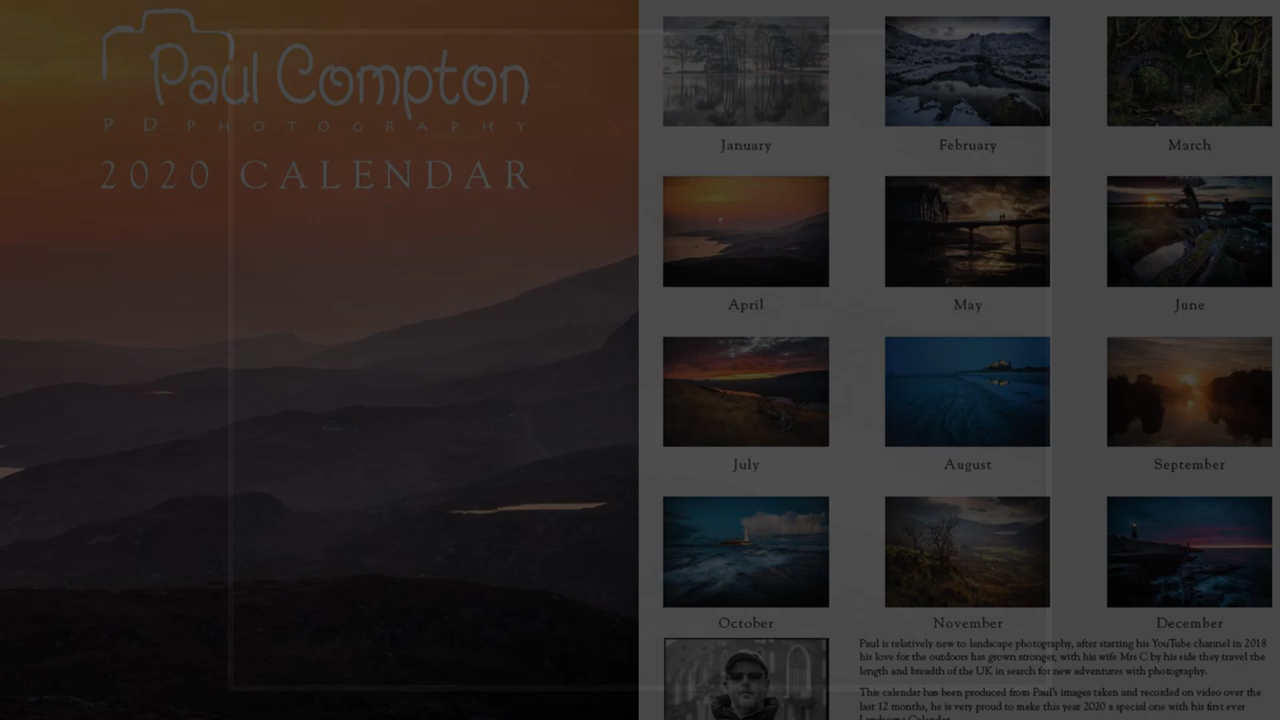 Paul Compton
PDPHOTOGRAPHY
2020 CALENDAR
January
February
March
April
May
June
July
August
September
October
November
December
Paul is relatively new to landscape photography, after starting his YouTube channel in 2018
his love for the outdoors has grown stronger, with his wife Mrs C by his side they travel the
length and breadth of the UK in search for new adventures with photography.
This calendar has been produced from Paul's images taken and recorded on video over the
last 12 months, he is very proud to make this year 2020 a special one with his first ever
Landscape Calendar